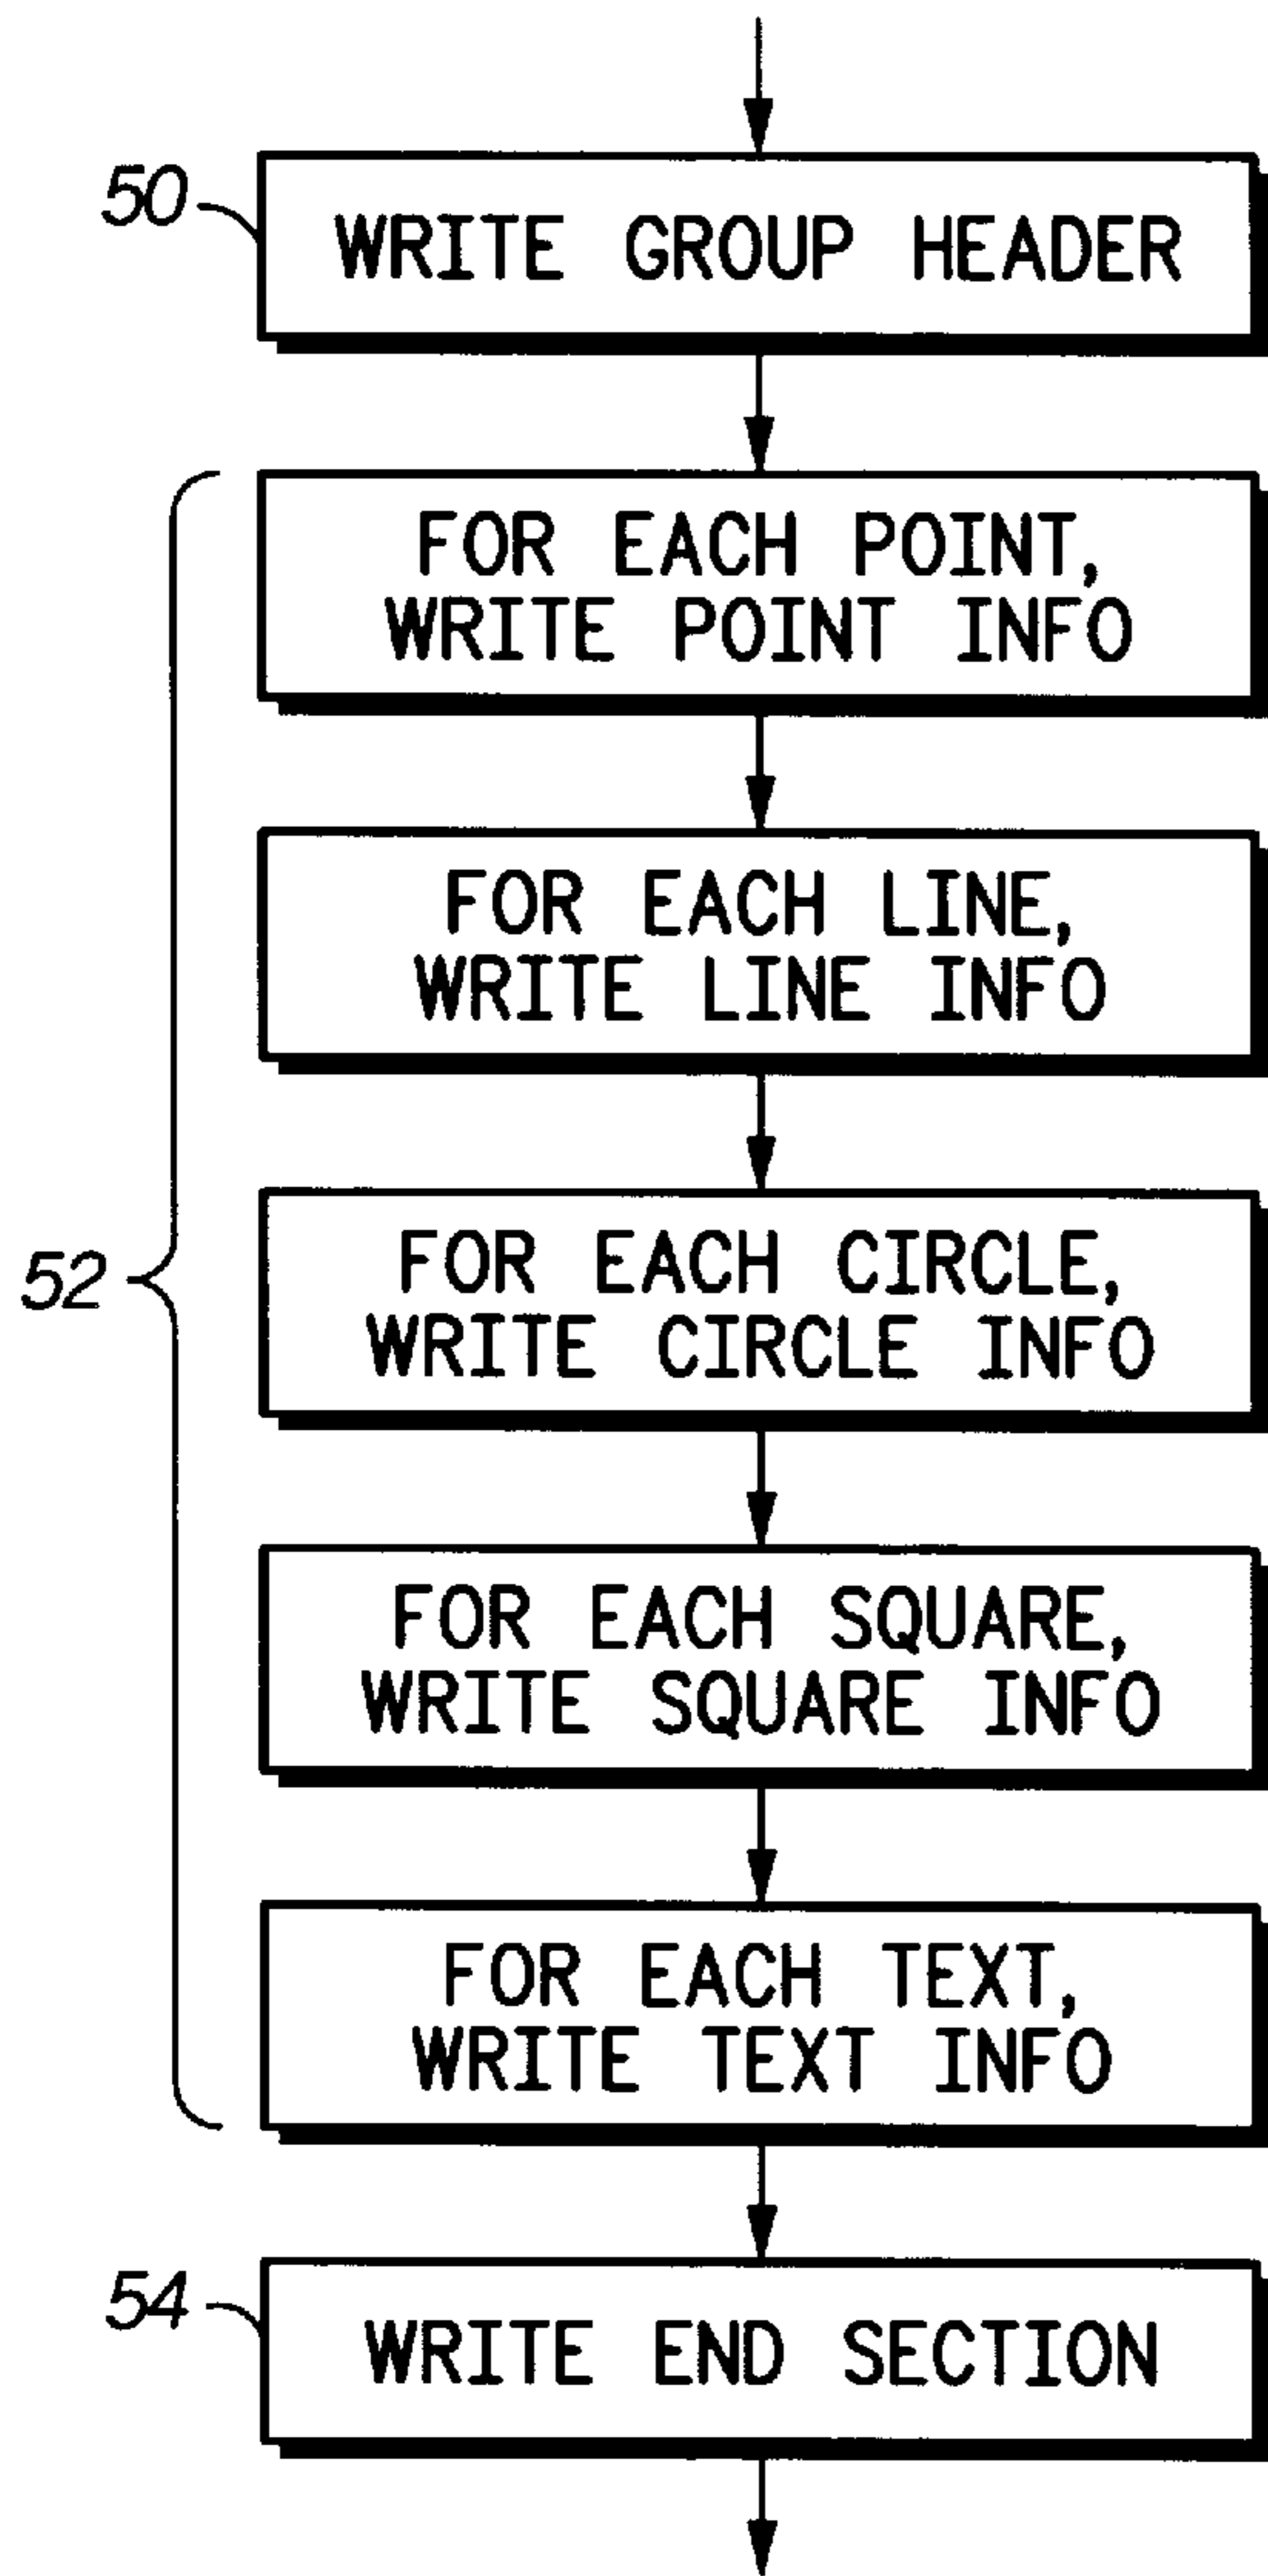 50
WRITE GROUP HEADER
FOR EACH POINT,
WRITE POINT INFO
FOR EACH LINE,
WRITE LINE INFO
52
FOR EACH CIRCLE,
WRITE CIRCLE INFO
FOR EACH SQUARE,
WRITE SQUARE INFO
FOR EACH TEXT,
WRITE TEXT INFO
54
WRITE END SECTION